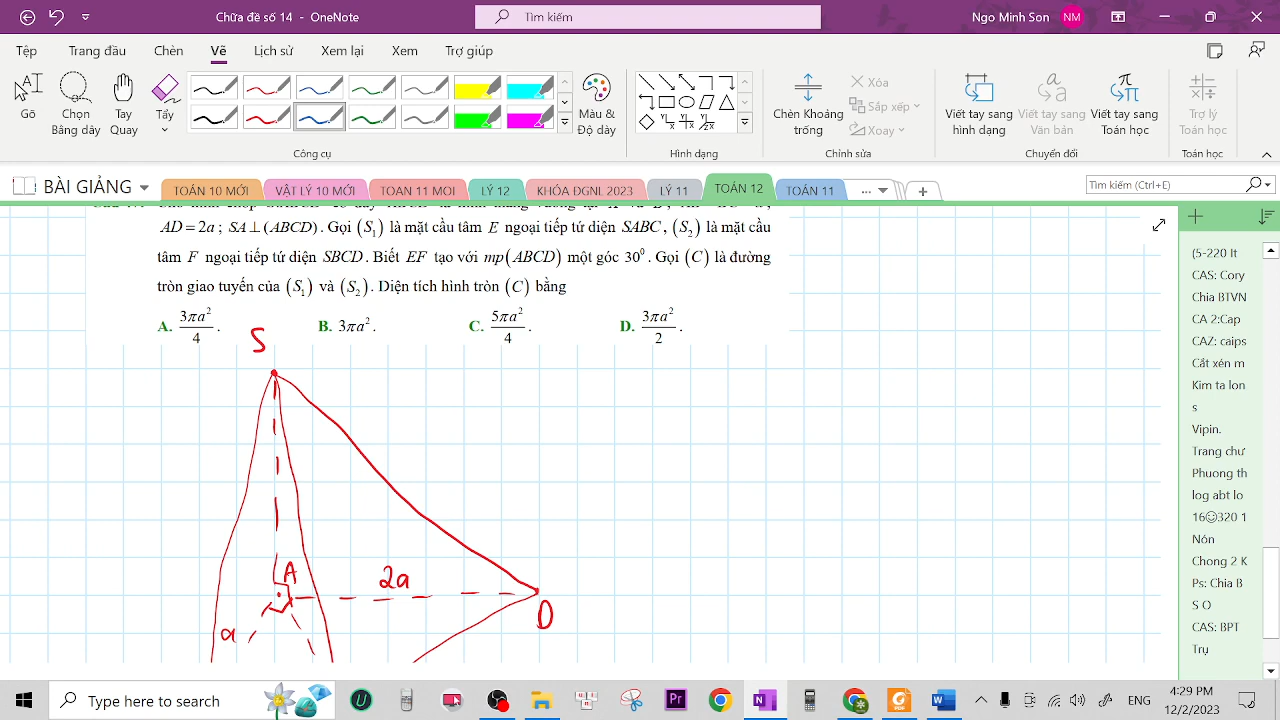 Chữa đề số 14 - OneNote
Tìm kiếm
Ngo Minh Son
NM
Tệp
Trang đầu
Chèn
Vẽ
Lịch sử
Xem lại
Xem
Trợ giúp
Gõ
Chọn Bằng dây
Tay Quay
Tẩy
Màu & Độ dày
Chèn Khoảng trống
Xóa
Sắp xếp
Xoay
Viết tay sang hình dạng
Viết tay sang Văn bản
Viết tay sang Toán học
Tự lý Toán học
Công cụ
Hình dạng
Chỉnh sửa
Chuyển đổi
Toán học
BÀI GIẢNG
TOÁN 10 MỚI
VẬT LÝ 10 MỚI
TOAN 11 MOI
LÝ 12
KHÓA ĐGNL 2023
LÝ 11
TOÁN 12
TOÁN 11
...
Tìm kiếm (Ctrl+E)
AD = 2a ; SA ⊥ (ABCD). Gọi (S₁) là mặt cầu tâm E ngoại tiếp tứ diện SABC, (S₂) là mặt cầu
tâm F ngoại tiếp tứ diện SBCD. Biết EF tạo với mp(ABCD) một góc 30⁰. Gọi (C) là đường
tròn giao tuyến của (S₁) và (S₂). Diện tích hình tròn (C) bằng
A. 3πa²/4 . B. 3πa² . C. 5πa²/4 . D. 3πa²/2 .
S
A
2a
a
D
(5-220 lt
CAS: Cory
Chia BTVN
CA 2:Cap
CAZ: caips
Cắt xén m
Kim ta lon
s
Vipin.
Trang chư
Phuong th
log abt lo
16☺320 1
Nón
Chong 2 K
Ps: Chia B
S O
CAS: BPT
Trụ
Type here to search
ENG
4:29 PM
12/2/2023